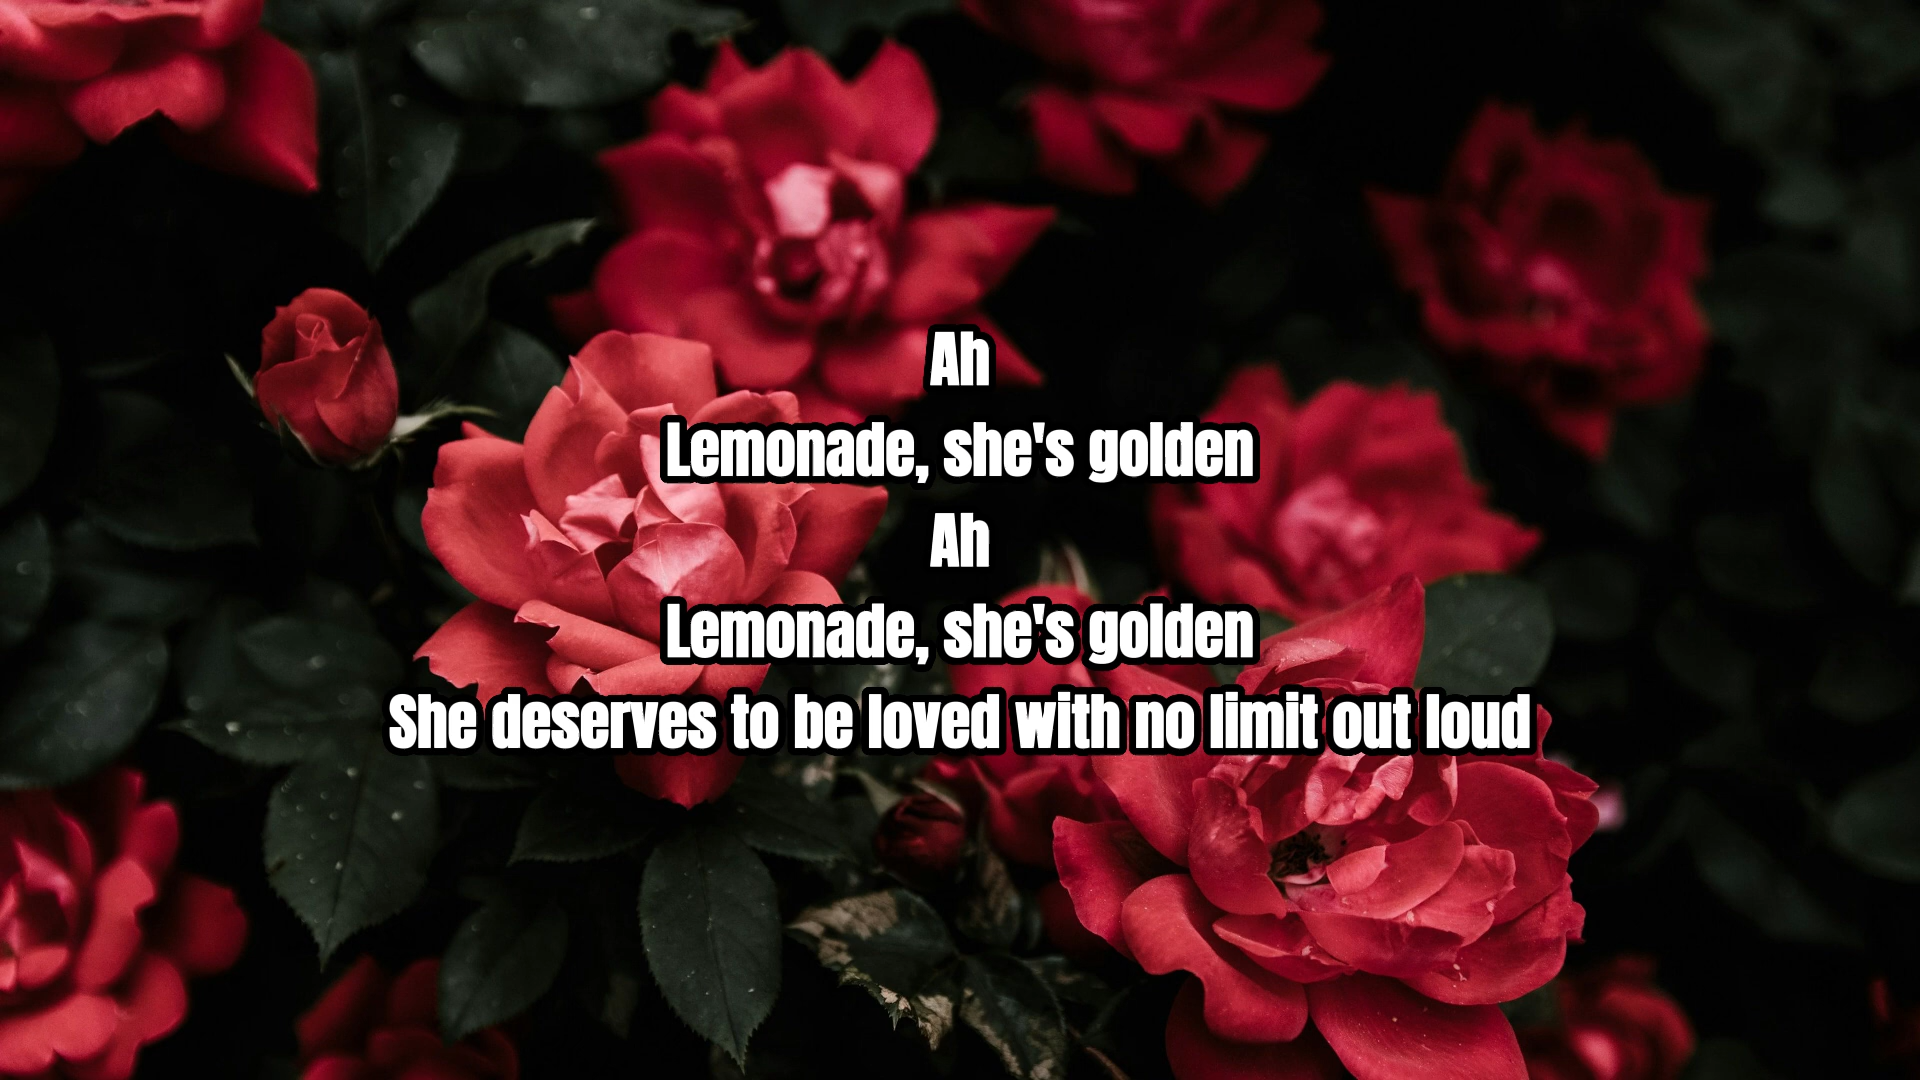 Ah
Lemonade, she's golden
Ah
Lemonade, she's golden
She deserves to be loved with no limit out loud